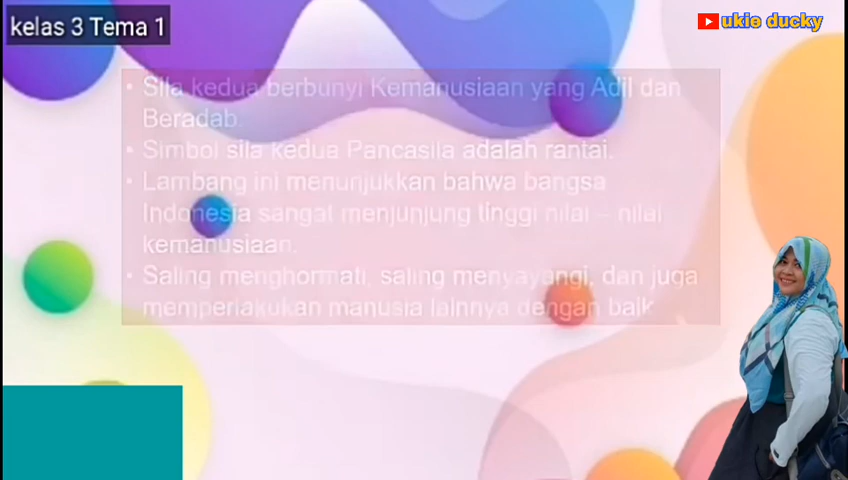 kelas 3 Tema 1
ukie ducky
• Sila kedua berbunyi Kemanusiaan yang Adil dan
Beradab.
• Simbol sila kedua Pancasila adalah rantai.
• Lambang ini menunjukkan bahwa bangsa
Indonesia sangat menjunjung tinggi nilai – nilai
kemanusiaan.
• Saling menghormati, saling menyayangi, dan juga
memperlakukan manusia lainnya dengan baik